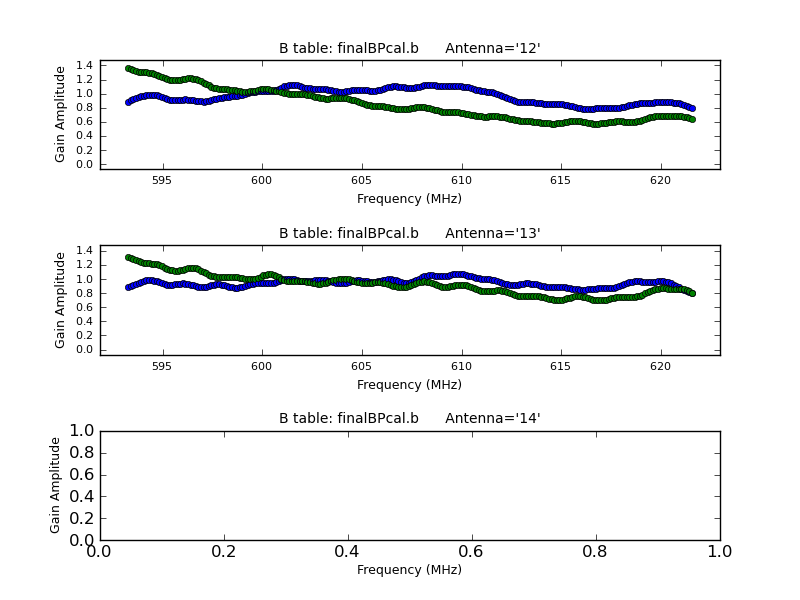 B table: finalBPcal.b Antenna='12'
Gain Amplitude
1.4
1.2
1.0
0.8
0.6
0.4
0.2
0.0
595 600 605 610 615 620
Frequency (MHz)
B table: finalBPcal.b Antenna='13'
Gain Amplitude
1.4
1.2
1.0
0.8
0.6
0.4
0.2
0.0
595 600 605 610 615 620
Frequency (MHz)
B table: finalBPcal.b Antenna='14'
Gain Amplitude
1.0
0.8
0.6
0.4
0.2
0.0
0.0 0.2 0.4 0.6 0.8 1.0
Frequency (MHz)